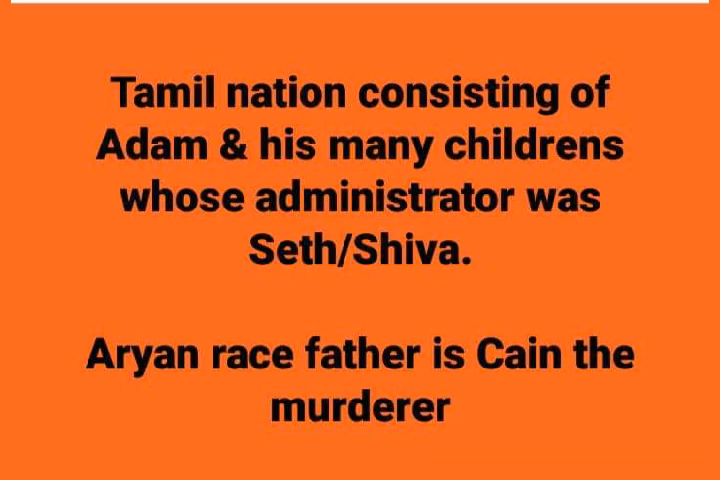 Tamil nation consisting of
Adam & his many childrens
whose administrator was
Seth/Shiva.
Aryan race father is Cain the
murderer